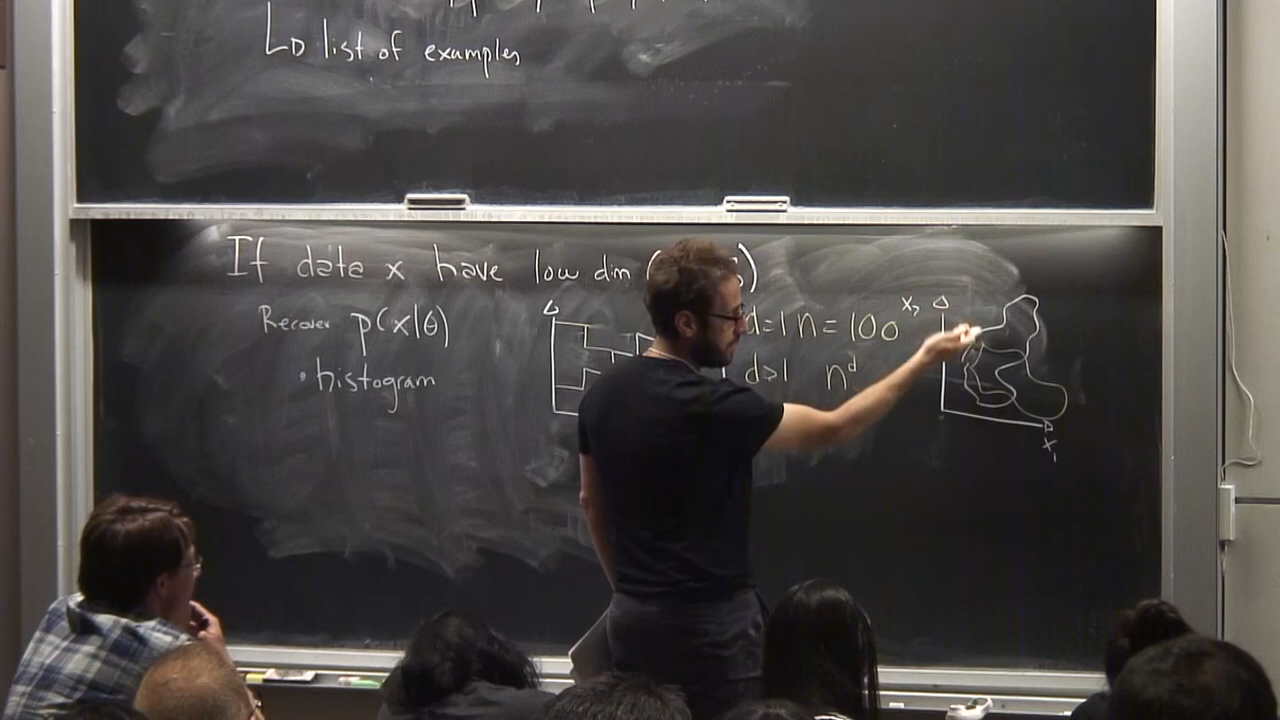 list of examples
If data x have low dim (
Recover p(x|θ)
• histogram
d=1 n=100
d>1 n^d
x₂
x₁